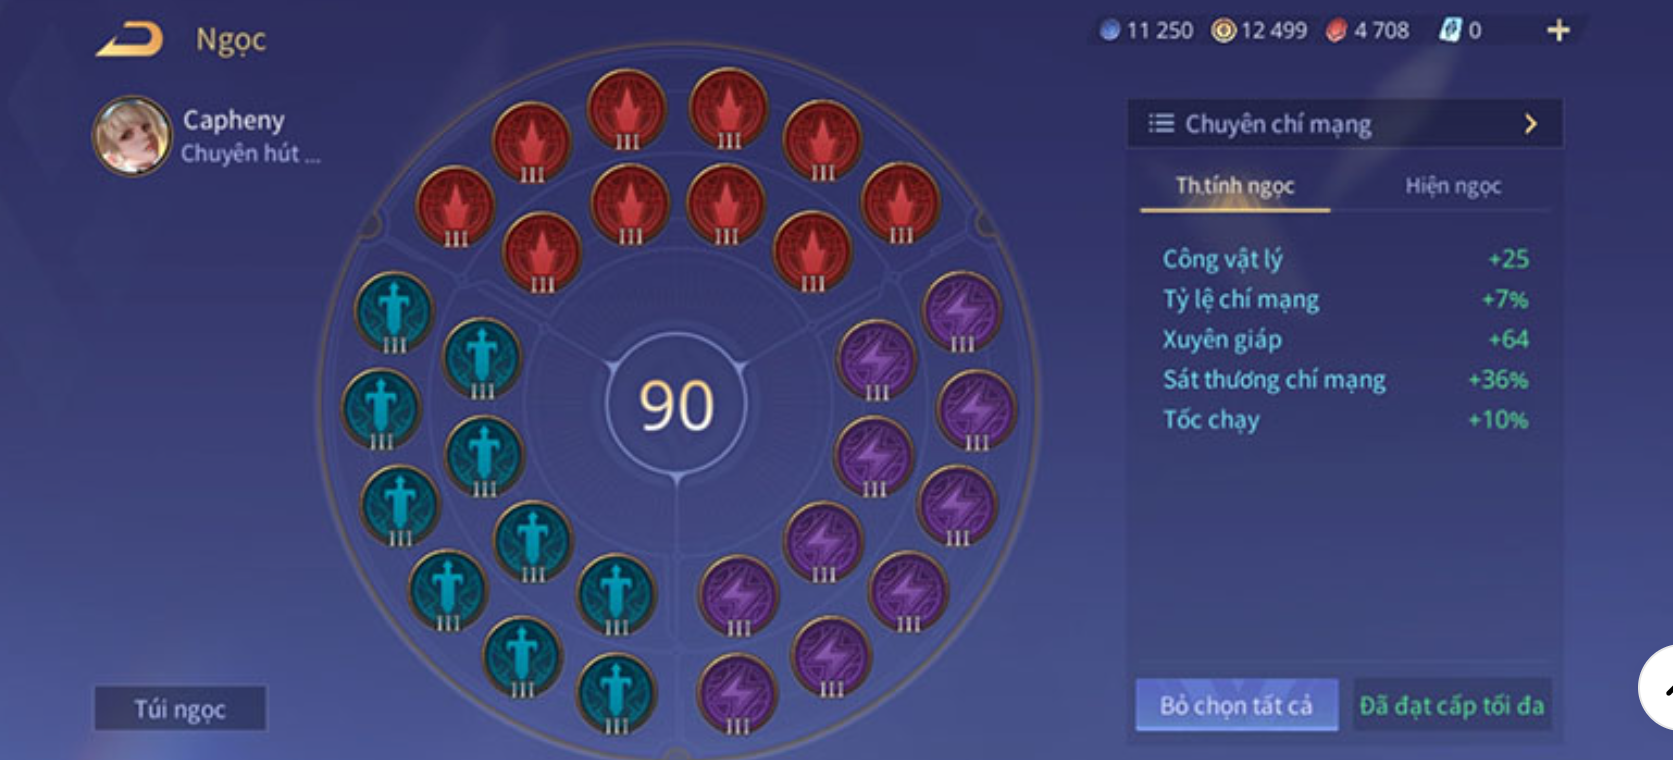 Ngọc
11 250 12 499 4 708 0
Capheny
Chuyên hút ...
Chuyên chí mạng
Th.tính ngọc Hiện ngọc
Công vật lý +25
Tỷ lệ chí mạng +7%
Xuyên giáp +64
Sát thương chí mạng +36%
Tốc chạy +10%
III III
III III
III III
III III
III III
III III
III III
III III
90
III III
III III
III III
III III
III III
III III
III III
Túi ngọc
Bỏ chọn tất cả Đã đạt cấp tối đa